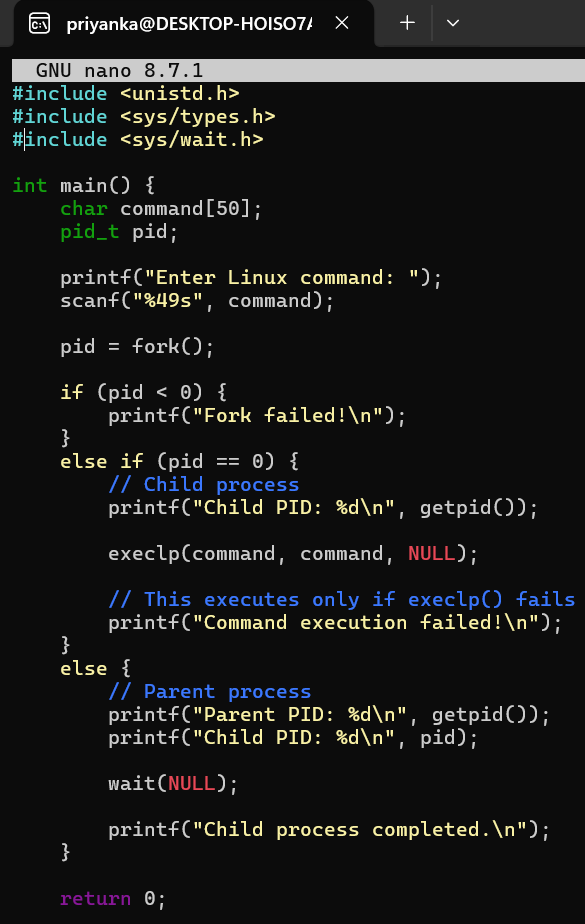 priyanka@DESKTOP-HOISO7
GNU nano 8.7.1
#include <unistd.h>
#include <sys/types.h>
#include <sys/wait.h>
int main() {
    char command[50];
    pid_t pid;
    printf("Enter Linux command: ");
    scanf("%49s", command);
    pid = fork();
    if (pid < 0) {
        printf("Fork failed!\n");
    }
    else if (pid == 0) {
        // Child process
        printf("Child PID: %d\n", getpid());
        execlp(command, command, NULL);
        // This executes only if execlp() fails
        printf("Command execution failed!\n");
    }
    else {
        // Parent process
        printf("Parent PID: %d\n", getpid());
        printf("Child PID: %d\n", pid);
        wait(NULL);
        printf("Child process completed.\n");
    }
    return 0;